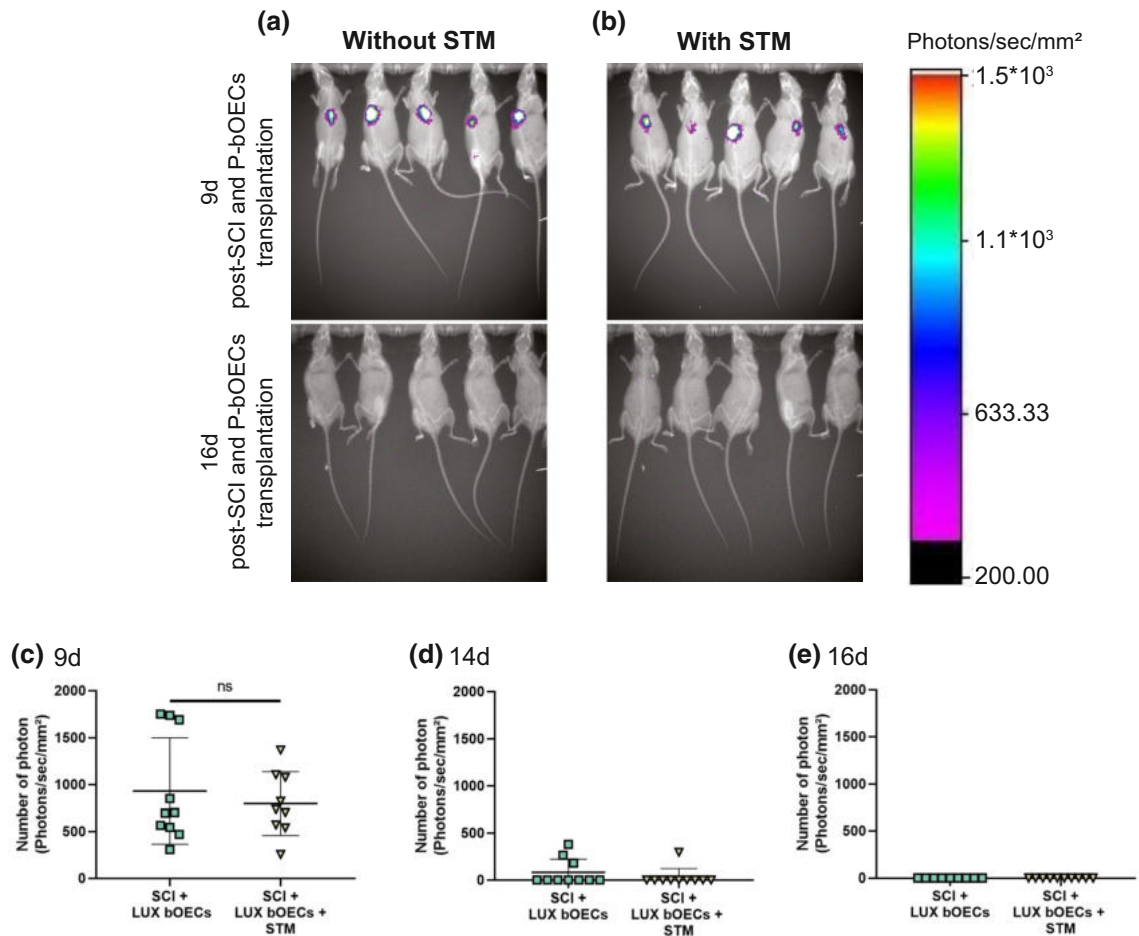 (a)
Without STM
(b)
With STM
Photons/sec/mm²
9d
post-SCI and P-bOECs
transplantation
16d
post-SCI and P-bOECs
transplantation
1.5*10³
1.1*10³
633.33
200.00
(c) 9d
Number of photon
(Photons/sec/mm²)
2000
1500
1000
500
0
ns
SCI +
LUX bOECs
SCI +
LUX bOECs +
STM
(d) 14d
Number of photon
(Photons/sec/mm²)
2000
1500
1000
500
0
SCI +
LUX bOECs
SCI +
LUX bOECs +
STM
(e) 16d
Number of photon
(Photons/sec/mm²)
2000
1500
1000
500
0
SCI +
LUX bOECs
SCI +
LUX bOECs +
STM